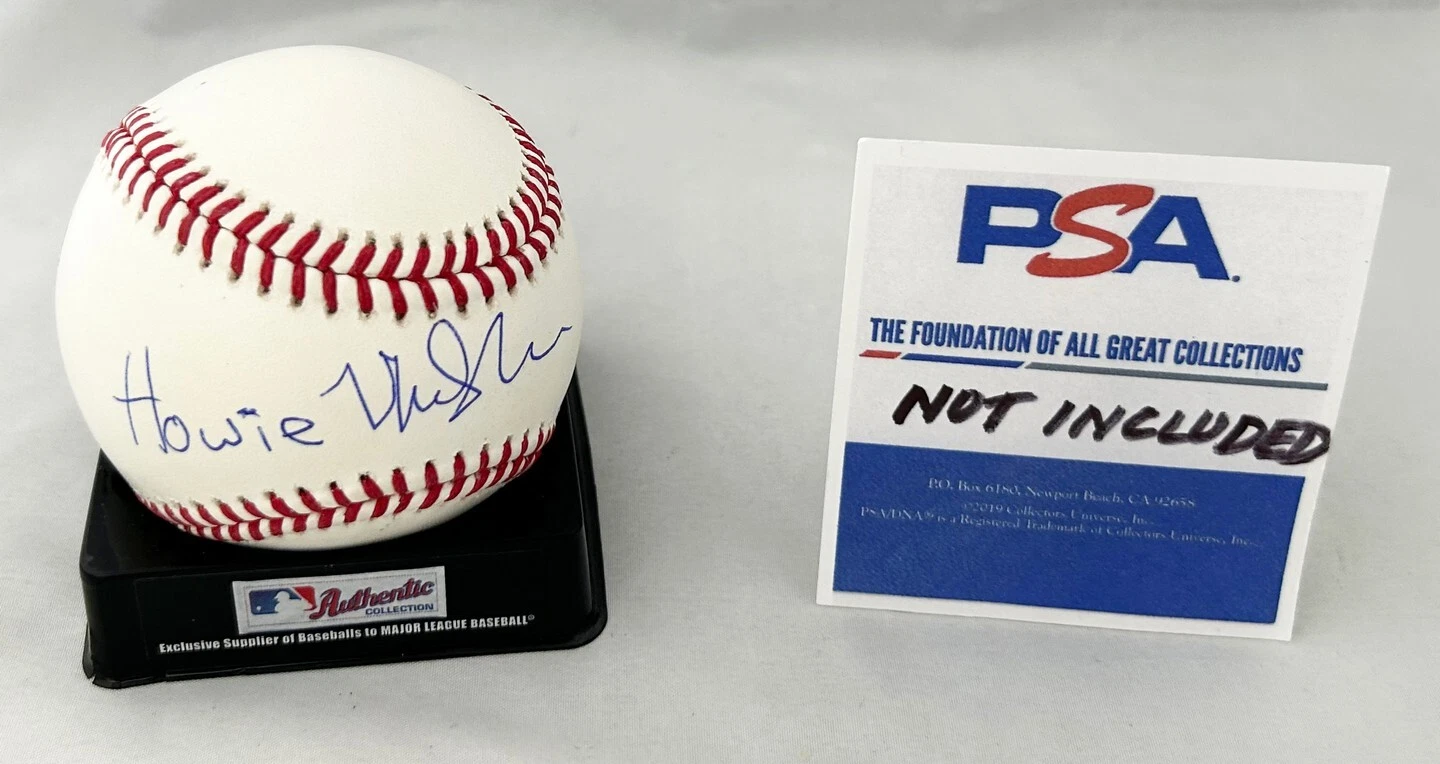 Howie
Authentic
COLLECTION
Exclusive Supplier of Baseballs to MAJOR LEAGUE BASEBALL®
PSA.
THE FOUNDATION OF ALL GREAT COLLECTIONS
NOT INCLUDED
P.O. Box 6180, Newport Beach, CA 92658
©2019 Collectors Universe, Inc.
PSA/DNA® is a Registered Trademark of Collectors Universe, Inc.